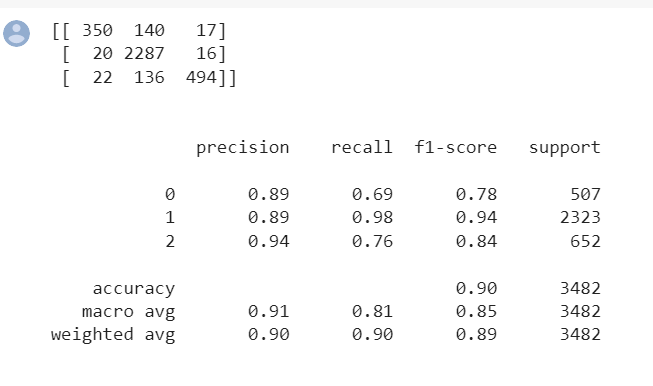 [[ 350 140 17]
[ 20 2287 16]
[ 22 136 494]]
precision recall f1-score support
0 0.89 0.69 0.78 507
1 0.89 0.98 0.94 2323
2 0.94 0.76 0.84 652
accuracy 0.90 3482
macro avg 0.91 0.81 0.85 3482
weighted avg 0.90 0.90 0.89 3482